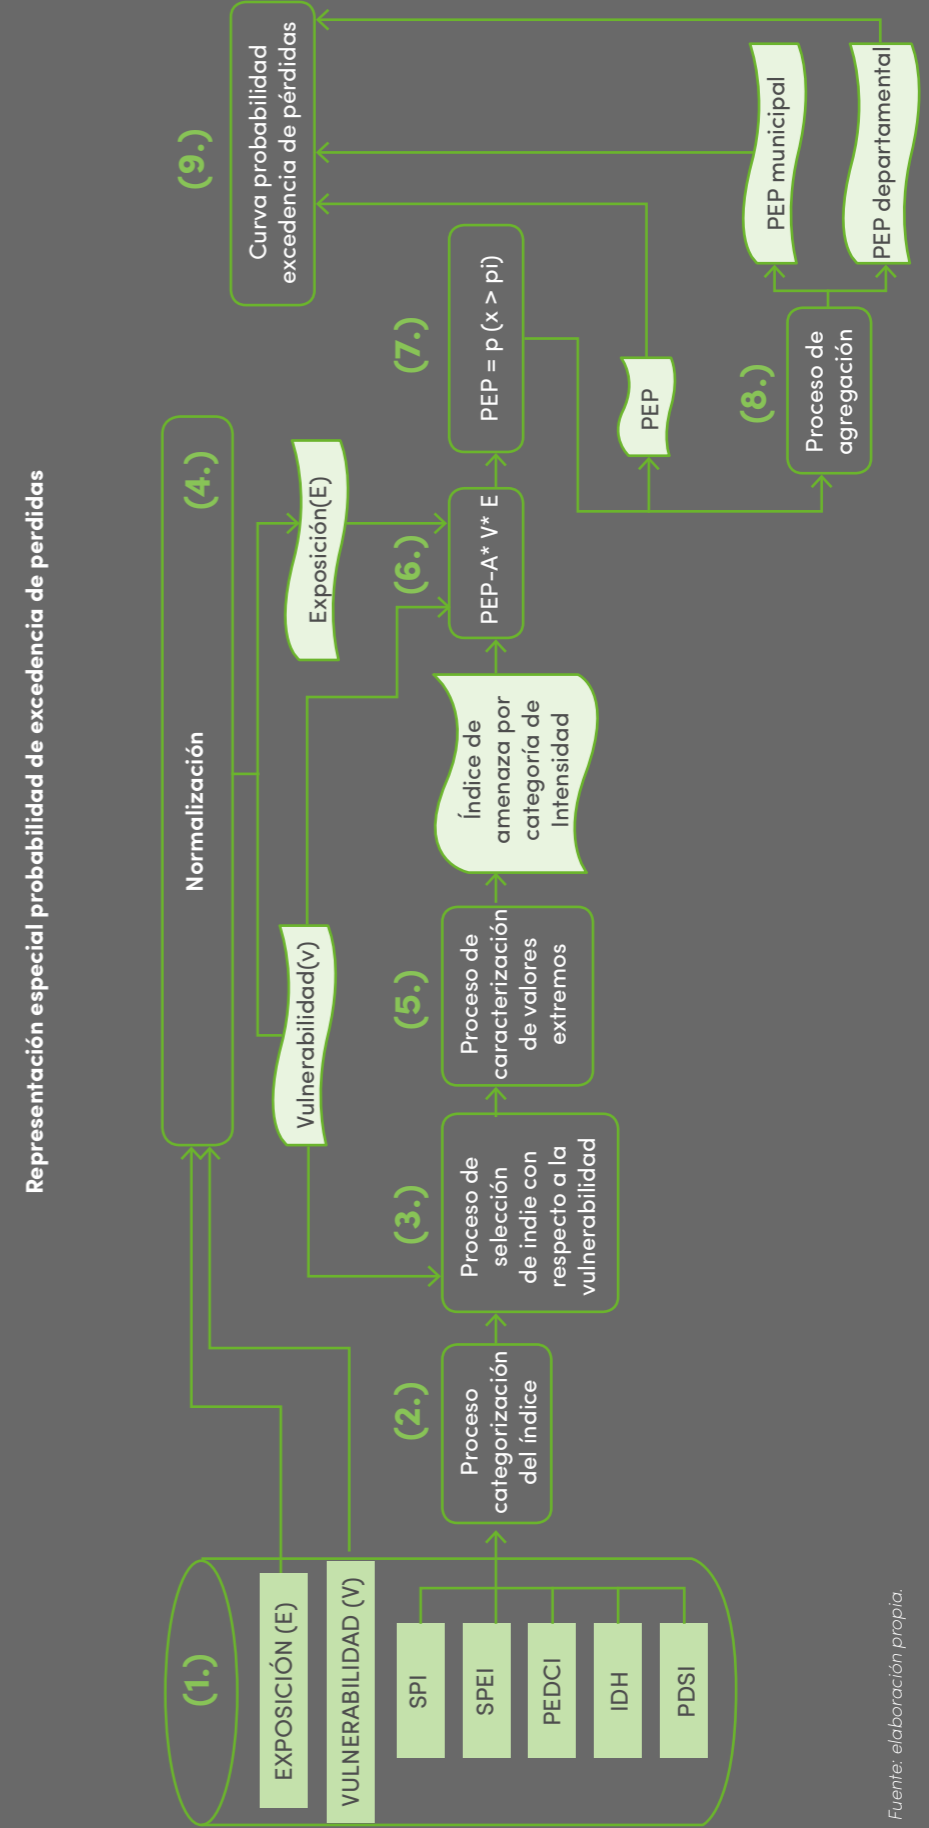 Representación especial probabilidad de excedencia de perdidas
(1.)
EXPOSICIÓN (E)
VULNERABILIDAD (V)
SPI
SPEI
PEDCI
IDH
PDSI
(2.)
Proceso
categorización
del índice
(3.)
Proceso de
selección
de indie con
respecto a la
vulnerabilidad
(4.)
Normalización
Vulnerabilidad(v)
Exposición(E)
(5.)
Proceso de
caracterización
de valores
extremos
Índice de
amenaza por
categoría de
Intensidad
(6.)
PEP-A* V* E
(7.)
PEP = p (x > pi)
PEP
(8.)
Proceso de
agregación
PEP municipal
PEP departamental
(9.)
Curva probabilidad
excedencia de pérdidas
Fuente: elaboración propia.